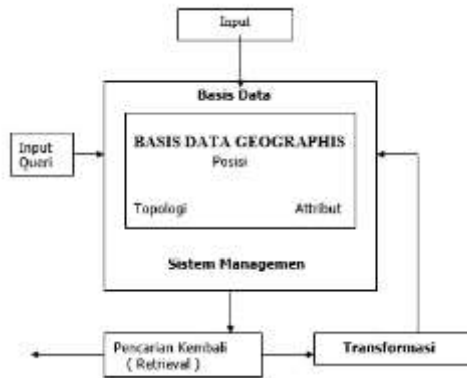 Input
Basis Data
BASIS DATA GEOGRAPHIS
Posisi
Input
Queri
Topologi
Attribut
Sistem Managemen
Pencarian Kembali
( Retrieval )
Transformasi